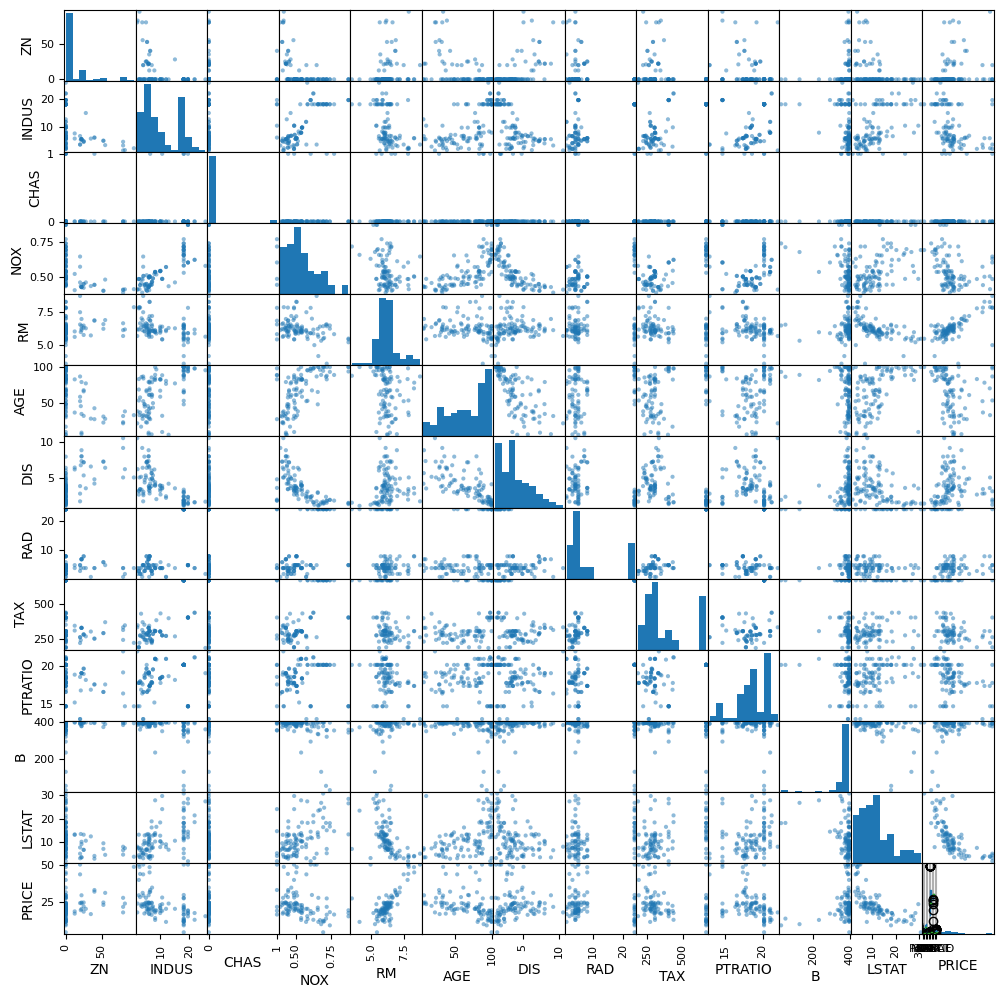 ZN
50
0
INDUS
20
10
CHAS
1
0
NOX
0.75
0.50
RM
7.5
5.0
AGE
100
50
DIS
10
5
RAD
20
10
TAX
500
250
PTRATIO
20
15
B
400
200
LSTAT
30
20
10
PRICE
50
25
0 50 10 20 0 1 0.50 0.75 5.0 7.5 50 100 5 10 10 20 250 500 15 20 200 400 10 20
ZN INDUS CHAS NOX RM AGE DIS RAD TAX PTRATIO B LSTAT PRICE